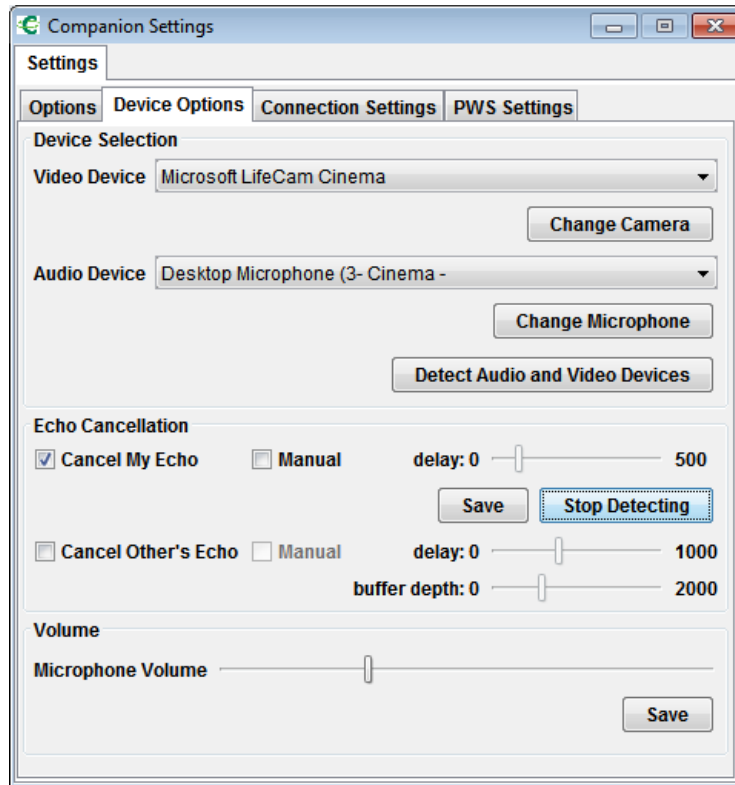 Companion Settings
Settings
Options Device Options Connection Settings PWS Settings
Device Selection
Video Device Microsoft LifeCam Cinema
Change Camera
Audio Device Desktop Microphone (3- Cinema -
Change Microphone
Detect Audio and Video Devices
Echo Cancellation
Cancel My Echo Manual delay: 0 500
Save Stop Detecting
Cancel Other's Echo Manual delay: 0 1000
buffer depth: 0 2000
Volume
Microphone Volume
Save